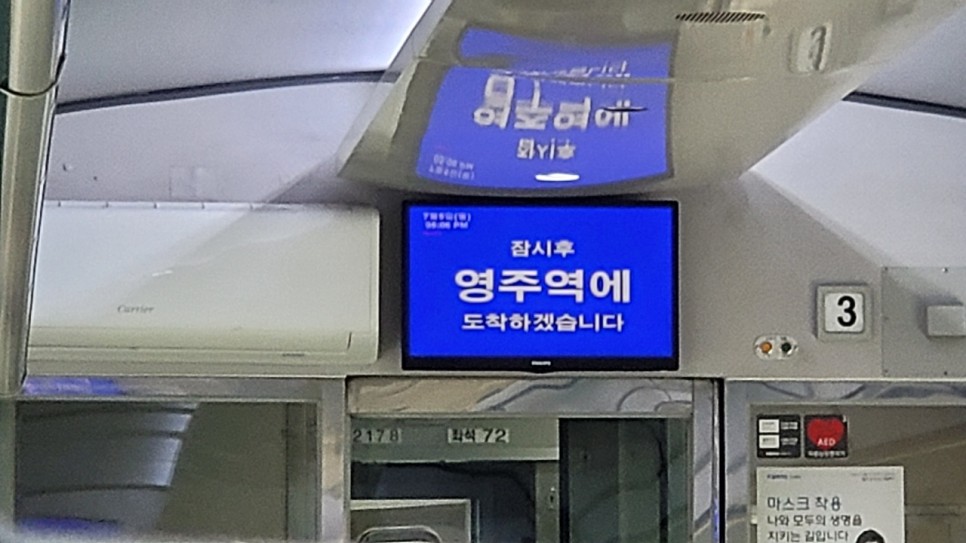 잠시후
영주역에
도착하겠습니다
Carrier
PHILIPS
3
2178
좌석 72
AED
마스크 착용
나와 모두의 생명을
지키는 길입니다